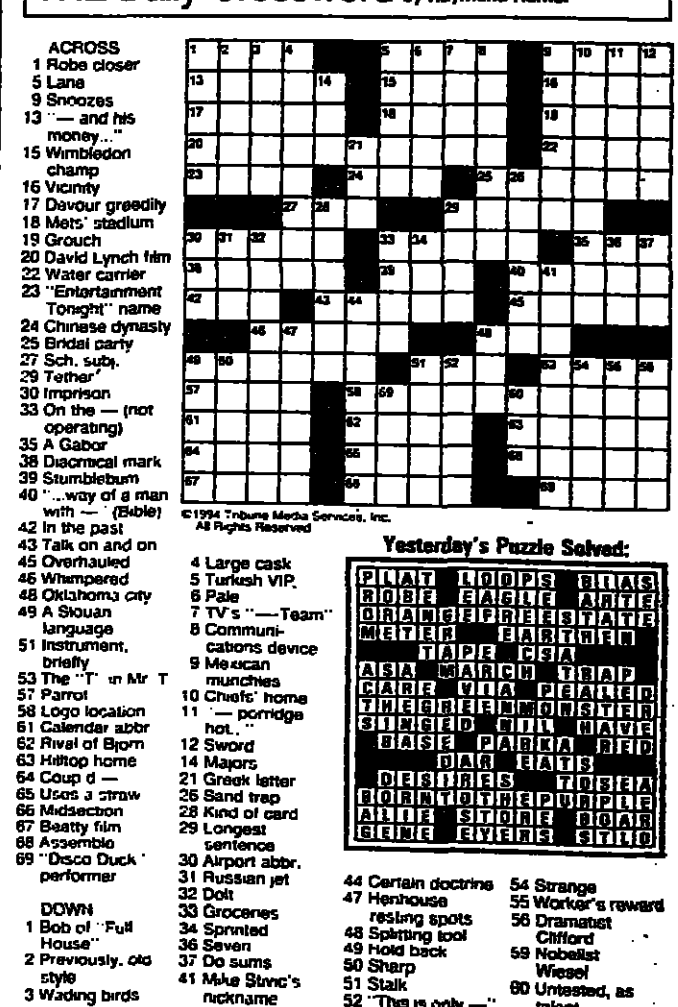 by Raymond Hamel
ACROSS
1 Robe closer
5 Lane
9 Snoozes
13 "— and his
money..."
15 Wimbledon
champ
16 Vicinity
17 Devour greedily
18 Mets' stadium
19 Grouch
20 David Lynch film
22 Water carrier
23 "Entertainment
Tonight" name
24 Chinese dynasty
25 Bridal party
27 Sch. subj.
29 Tether
30 Imprison
33 On the — (not
operating)
35 A Gabor
38 Diacritical mark
39 Stumblebum
40 "...way of a man
with —" (Bible)
42 In the past
43 Talk on and on
45 Overhauled
46 Whimpered
48 Oklahoma city
49 A Siouan
language
51 Instrument,
briefly
53 The "T" in Mr T
57 Parrot
58 Logo location
61 Calendar abbr
62 Rival of Bjorn
63 Hilltop home
64 Coup d —
65 Uses a straw
66 Midsection
67 Beatty film
68 Assemble
69 "Disco Duck"
performer
DOWN
1 Bob of "Full
House"
2 Previously, old
style
3 Wading birds
©1994 Tribune Media Services, Inc.
All Rights Reserved
4 Large cask
5 Turkish VIP
6 Pale
7 TV's "—Team"
8 Communi-
cations device
9 Mexican
munchies
10 Chiefs' home
11 "— porridge
hot.."
12 Sword
14 Majors
21 Greek letter
26 Sand trap
28 Kind of card
29 Longest
sentence
30 Airport abbr.
31 Russian jet
32 Dolt
33 Groceries
34 Sprinted
36 Seven
37 Do sums
41 Mike Stivic's
nickname
Yesterday's Puzzle Solved:
PLAT LOOPS BIAS
ROBE EAGLE ARTE
ORANGEFREESTATE
METER EARTHEN
TAPE CSA
ASA MARCH TRAP
CARE VIA PEALED
THEGREENMONSTER
SINGED NIL HAVE
BASE PARKA RED
DAR EATS
DESIRES TOSEA
BORNTOTHEPURPLE
ALIE STORE BOAR
GENE EYERS STLO
44 Certain doctrine
47 Henhouse
resting spots
48 Splitting tool
49 Hold back
50 Sharp
51 Stalk
52 "This is only —"
54 Strange
55 Worker's reward
56 Dramatist
Clifford
59 Nobelist
Wiesel
60 Untested, as
talent